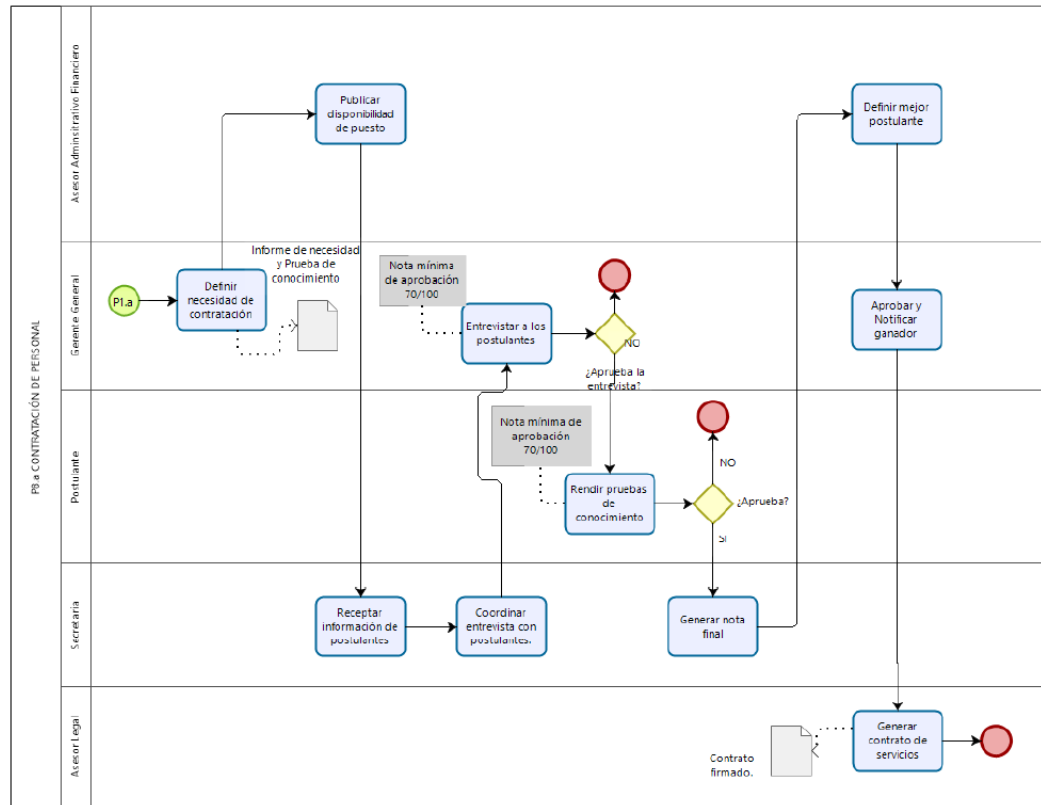 P8.a CONTRATACIÓN DE PERSONAL
Asesor Adminsitrativo Financiero
Publicar
disponibilidad
de puesto
Definir mejor
postulante
Gerente General
P1.a
Definir
necesidad de
contratación
Informe de necesidad
y Prueba de
conocimiento
Nota mínima
de aprobación
70/100
Entrevistar a los
postulantes
NO
¿Aprueba la
entrevista?
Aprobar y
Notificar
ganador
Postulante
Nota mínima de
aprobación
70/100
Rendir pruebas
de
conocimiento
NO
¿Aprueba?
SI
Secretaria
Receptar
información de
postulantes
Coordinar
entrevista con
postulantes.
Generar nota
final
Asesor Legal
Contrato
firmado.
Generar
contrato de
servicios